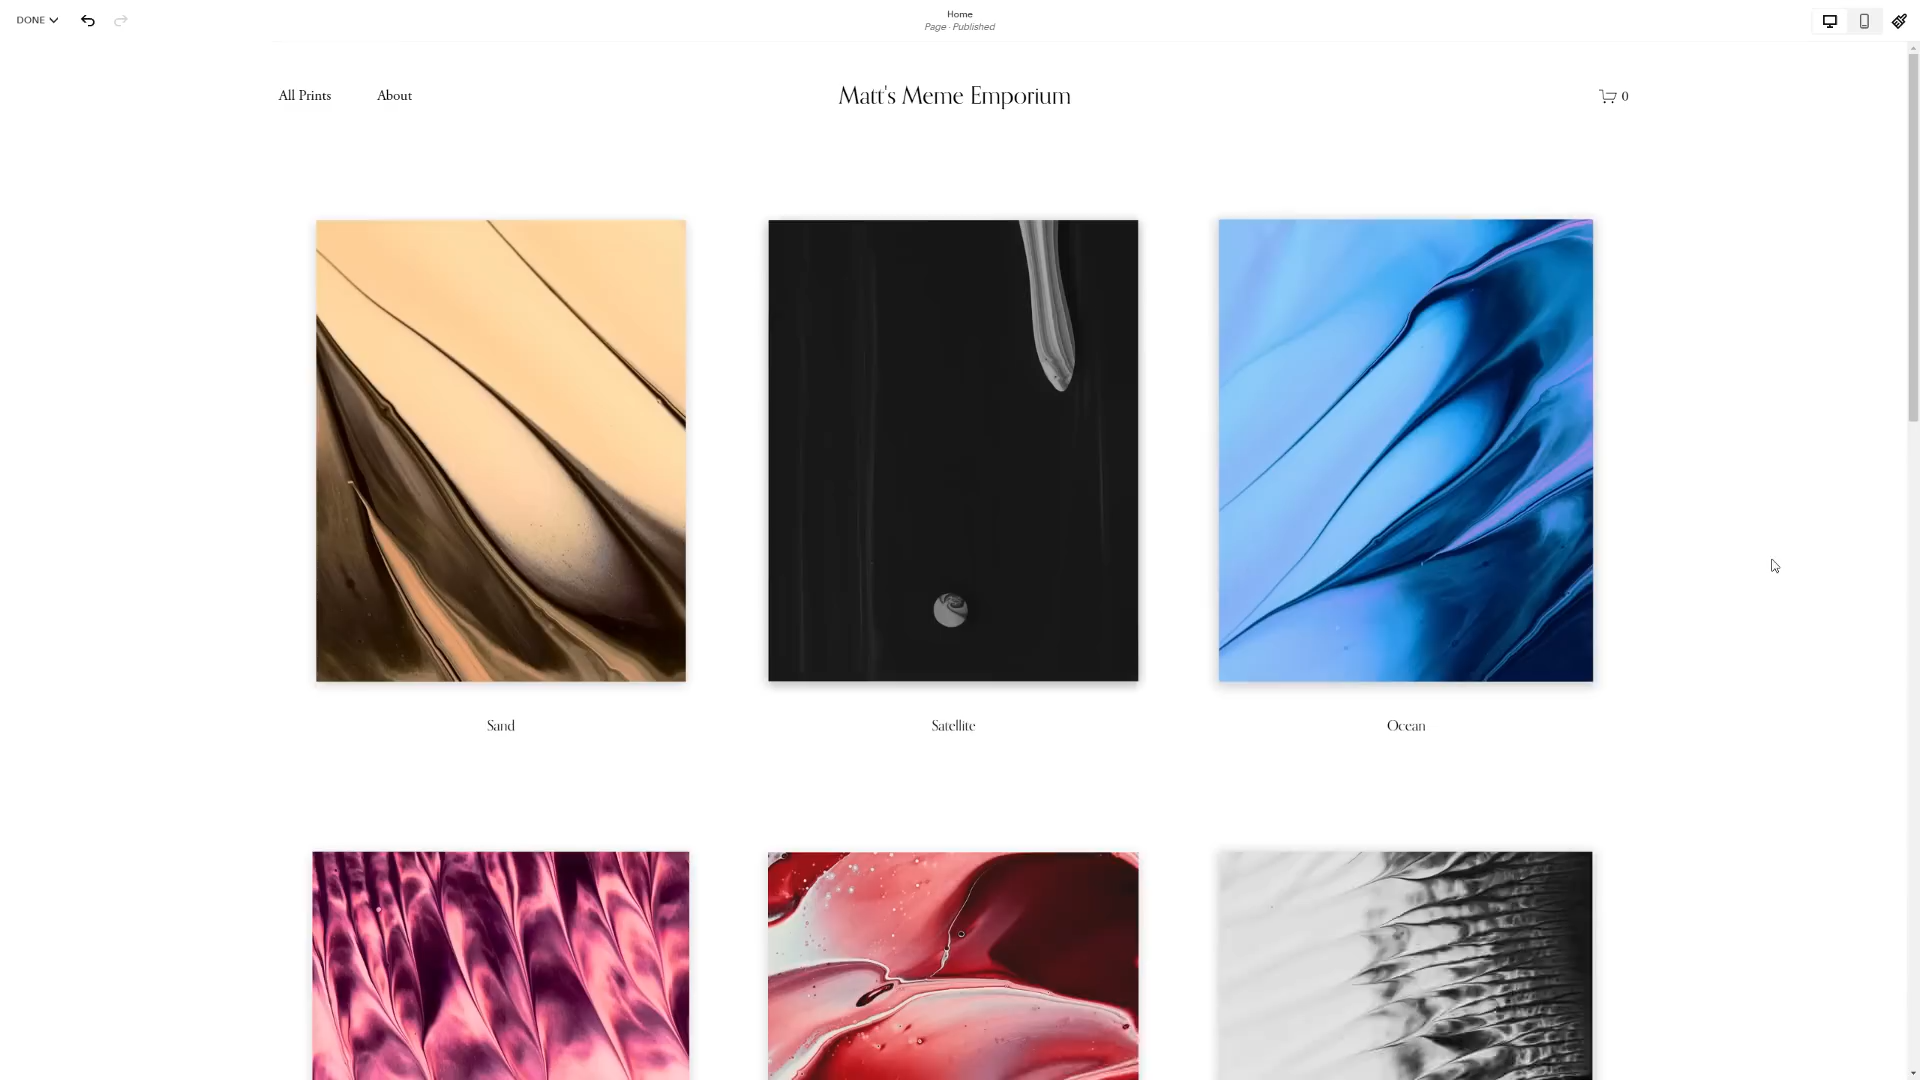 DONE
Home
Page · Published
All Prints
About
Matt's Meme Emporium
0
Sand
Satellite
Ocean